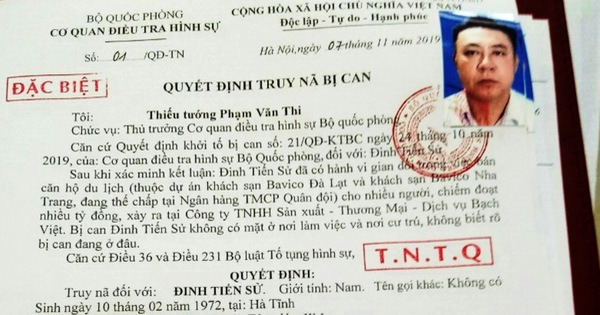 BỘ QUỐC PHÒNG
CỘNG HÒA XÃ HỘI CHỦ NGHĨA VIỆT NAM
CƠ QUAN ĐIỀU TRA HÌNH SỰ
Độc lập - Tự do - Hạnh phúc
Số: 01 /QĐ-TN
Hà Nội, ngày 07 tháng 11 năm 2019
ĐẶC BIỆT
QUYẾT ĐỊNH TRUY NÃ BỊ CAN
Tôi: Thiếu tướng Phạm Văn Thi
Chức vụ: Thủ trưởng Cơ quan điều tra hình sự Bộ quốc phòng
Căn cứ Quyết định khởi tố bị can số: 21/QĐ-KTBC ngày 24 tháng 10 năm
2019, của: Cơ quan điều tra hình sự Bộ Quốc phòng, đối với: Đinh Tiến Sử
Sau khi xác minh kết luận: Đinh Tiến Sử đã có hành vi gian dối trong việc bán
căn hộ du lịch (thuộc dự án khách sạn Bavico Đà Lạt và khách sạn Bavico Nha
Trang, đang thế chấp tại Ngân hàng TMCP Quân đội) cho nhiều người, chiếm đoạt
nhiều tỷ đồng, xảy ra tại Công ty TNHH Sản xuất - Thương Mại - Dịch vụ Bạch
Việt. Bị can Đinh Tiến Sử không có mặt ở nơi làm việc và nơi cư trú, không biết rõ
bị can đang ở đâu.
Căn cứ Điều 36 và Điều 231 Bộ luật Tố tụng hình sự,
T.N.T.Q
QUYẾT ĐỊNH:
Truy nã đối với: ĐINH TIẾN SỬ. Giới tính: Nam. Tên gọi khác: Không có
Sinh ngày 10 tháng 02 năm 1972, tại: Hà Tĩnh